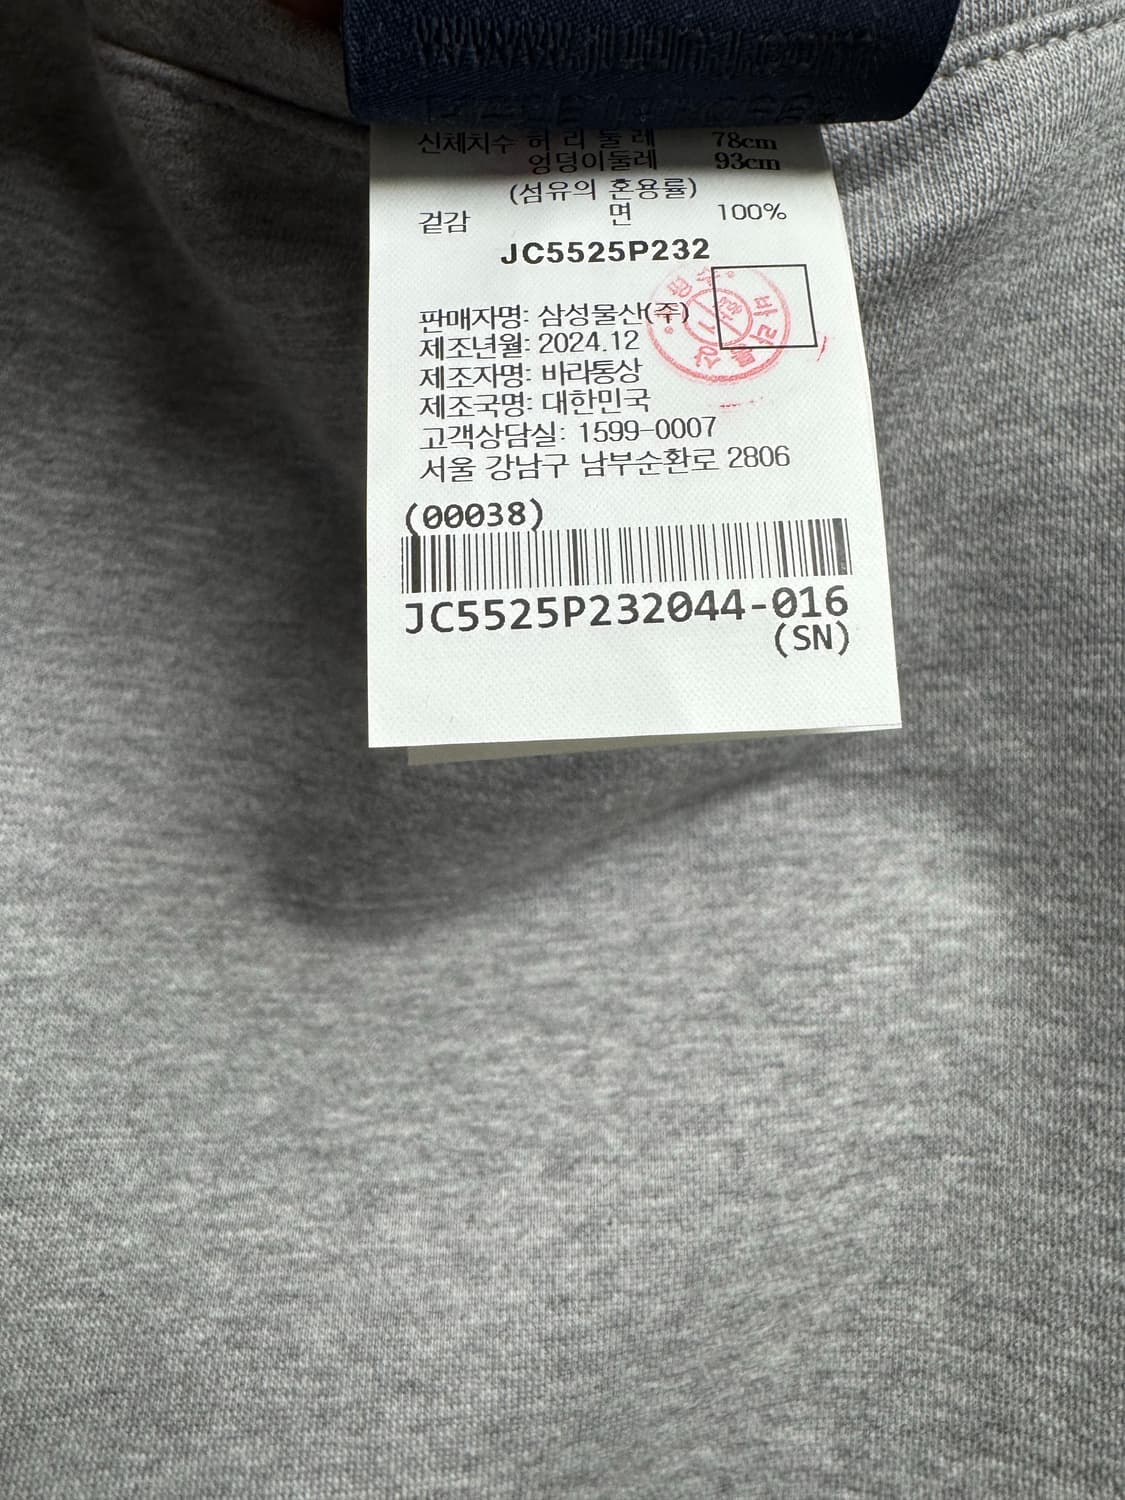 신체치수 허 리 둘 레 78cm
엉덩이둘레 93cm
(섬유의 혼용률)
겉감 면 100%
JC5525P232
판매자명: 삼성물산(주)
제조년월: 2024.12
제조자명: 바라통상
제조국명: 대한민국
고객상담실: 1599-0007
서울 강남구 남부순환로 2806
(00038)
JC5525P232044-016
(SN)